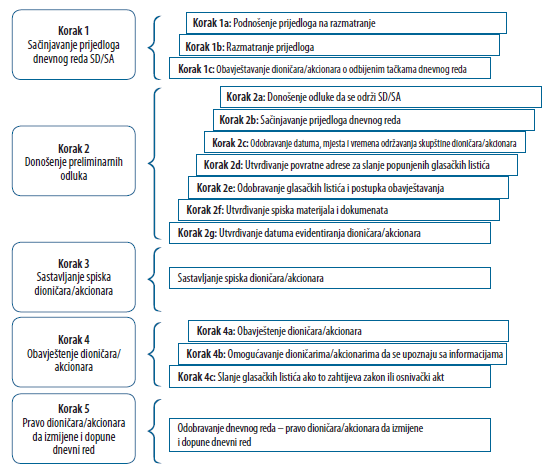 Korak 1
Sačinjavanje prijedloga
dnevnog reda SD/SA
Korak 1a: Podnošenje prijedloga na razmatranje
Korak 1b: Razmatranje prijedloga
Korak 1c: Obavještavanje dioničara/akcionara o odbijenim tačkama dnevnog reda
Korak 2
Donošenje preliminarnih
odluka
Korak 2a: Donošenje odluke da se održi SD/SA
Korak 2b: Sačinjavanje prijedloga dnevnog reda
Korak 2c: Odobravanje datuma, mjesta i vremena održavanja skupštine dioničara/akcionara
Korak 2d: Utvrđivanje povratne adrese za slanje popunjenih glasačkih listića
Korak 2e: Odobravanje glasačkih listića i postupka obavještavanja
Korak 2f: Utvrđivanje spiska materijala i dokumenata
Korak 2g: Utvrđivanje datuma evidentiranja dioničara/akcionara
Korak 3
Sastavljanje spiska
dioničara/akcionara
Sastavljanje spiska dioničara/akcionara
Korak 4
Obavještenje dioničara/
akcionara
Korak 4a: Obavještenje dioničara/akcionara
Korak 4b: Omogućavanje dioničarima/akcionarima da se upoznaju sa informacijama
Korak 4c: Slanje glasačkih listića ako to zahtijeva zakon ili osnivački akt
Korak 5
Pravo dioničara/akcionara
da izmijene i dopune
dnevni red
Odobravanje dnevnog reda – pravo dioničara/akcionara da izmijene
i dopune dnevni red